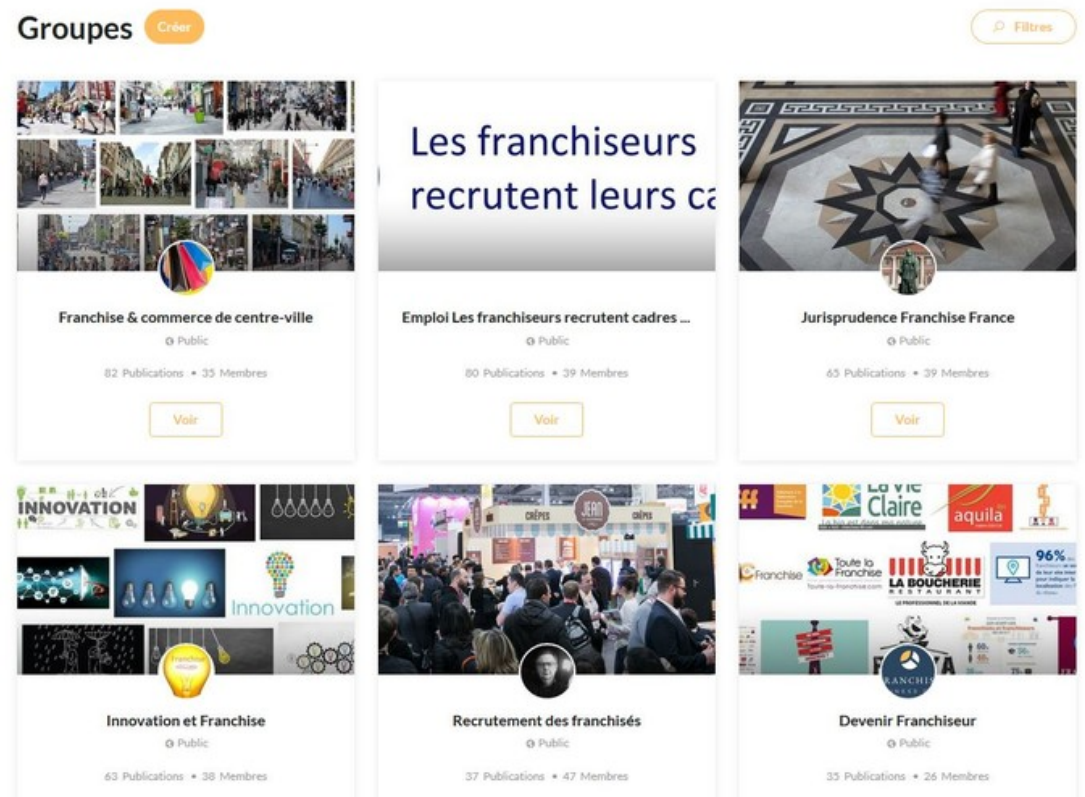 Groupes
Créer
Filtres
Les franchiseurs
recrutent leurs ca
Franchise & commerce de centre-ville
Public
82 Publications • 35 Membres
Voir
Emploi Les franchiseurs recrutent cadres ...
Public
80 Publications • 39 Membres
Voir
Jurisprudence Franchise France
Public
65 Publications • 39 Membres
Voir
INNOVATION
Innovation
Franchise
CRÊPES
JEAN
CRÊPES
La Vie
Claire
aquila
Franchise
Toute la
Franchise
LA BOUCHERIE
RESTAURANT
96%
Innovation et Franchise
Public
63 Publications • 38 Membres
Recrutement des franchisés
Public
37 Publications • 47 Membres
Devenir Franchiseur
Public
35 Publications • 26 Membres